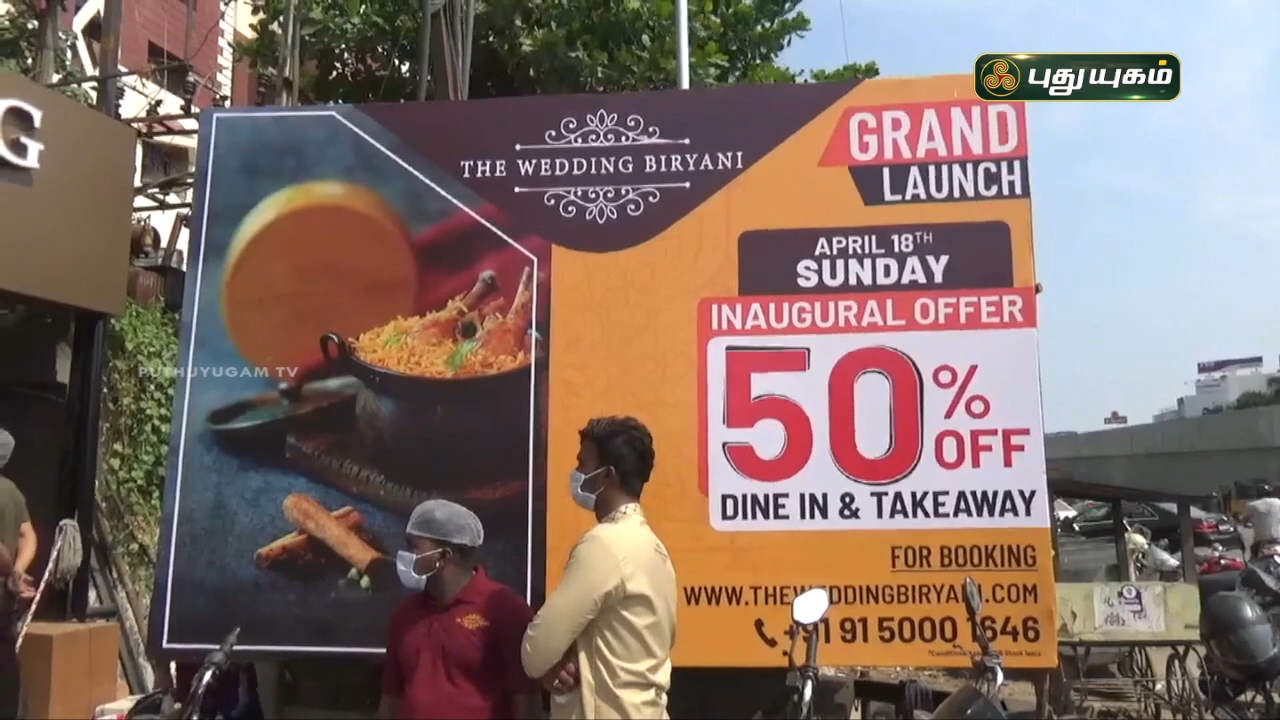 புதுயுகம்
G
THE WEDDING BIRYANI
GRAND
LAUNCH
APRIL 18TH
SUNDAY
INAUGURAL OFFER
50% OFF
DINE IN & TAKEAWAY
PUTHUYUGAM TV
FOR BOOKING
WWW.THEWEDDINGBIRYANI.COM
+91 91 5000 1646